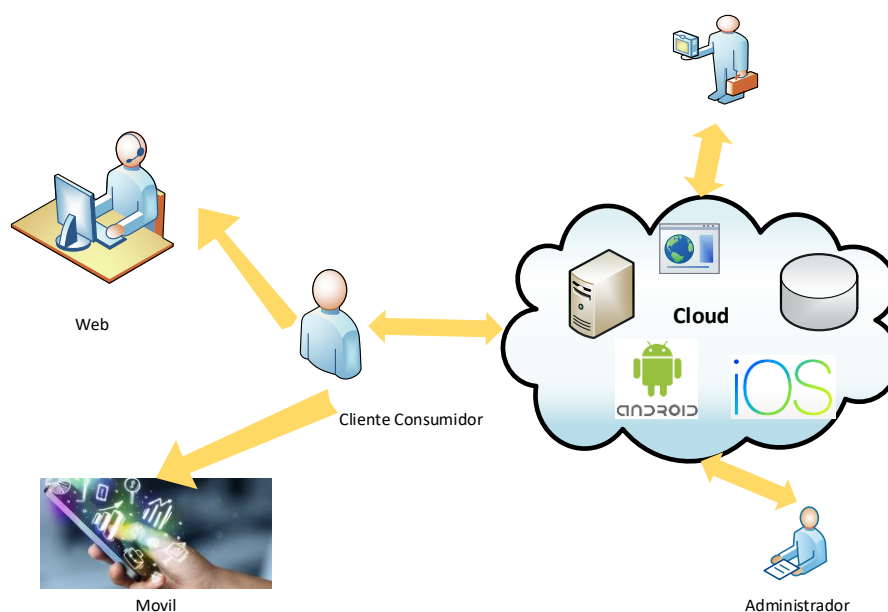 Web
Cloud
ANDROID
iOS
Cliente Consumidor
Movil
Administrador